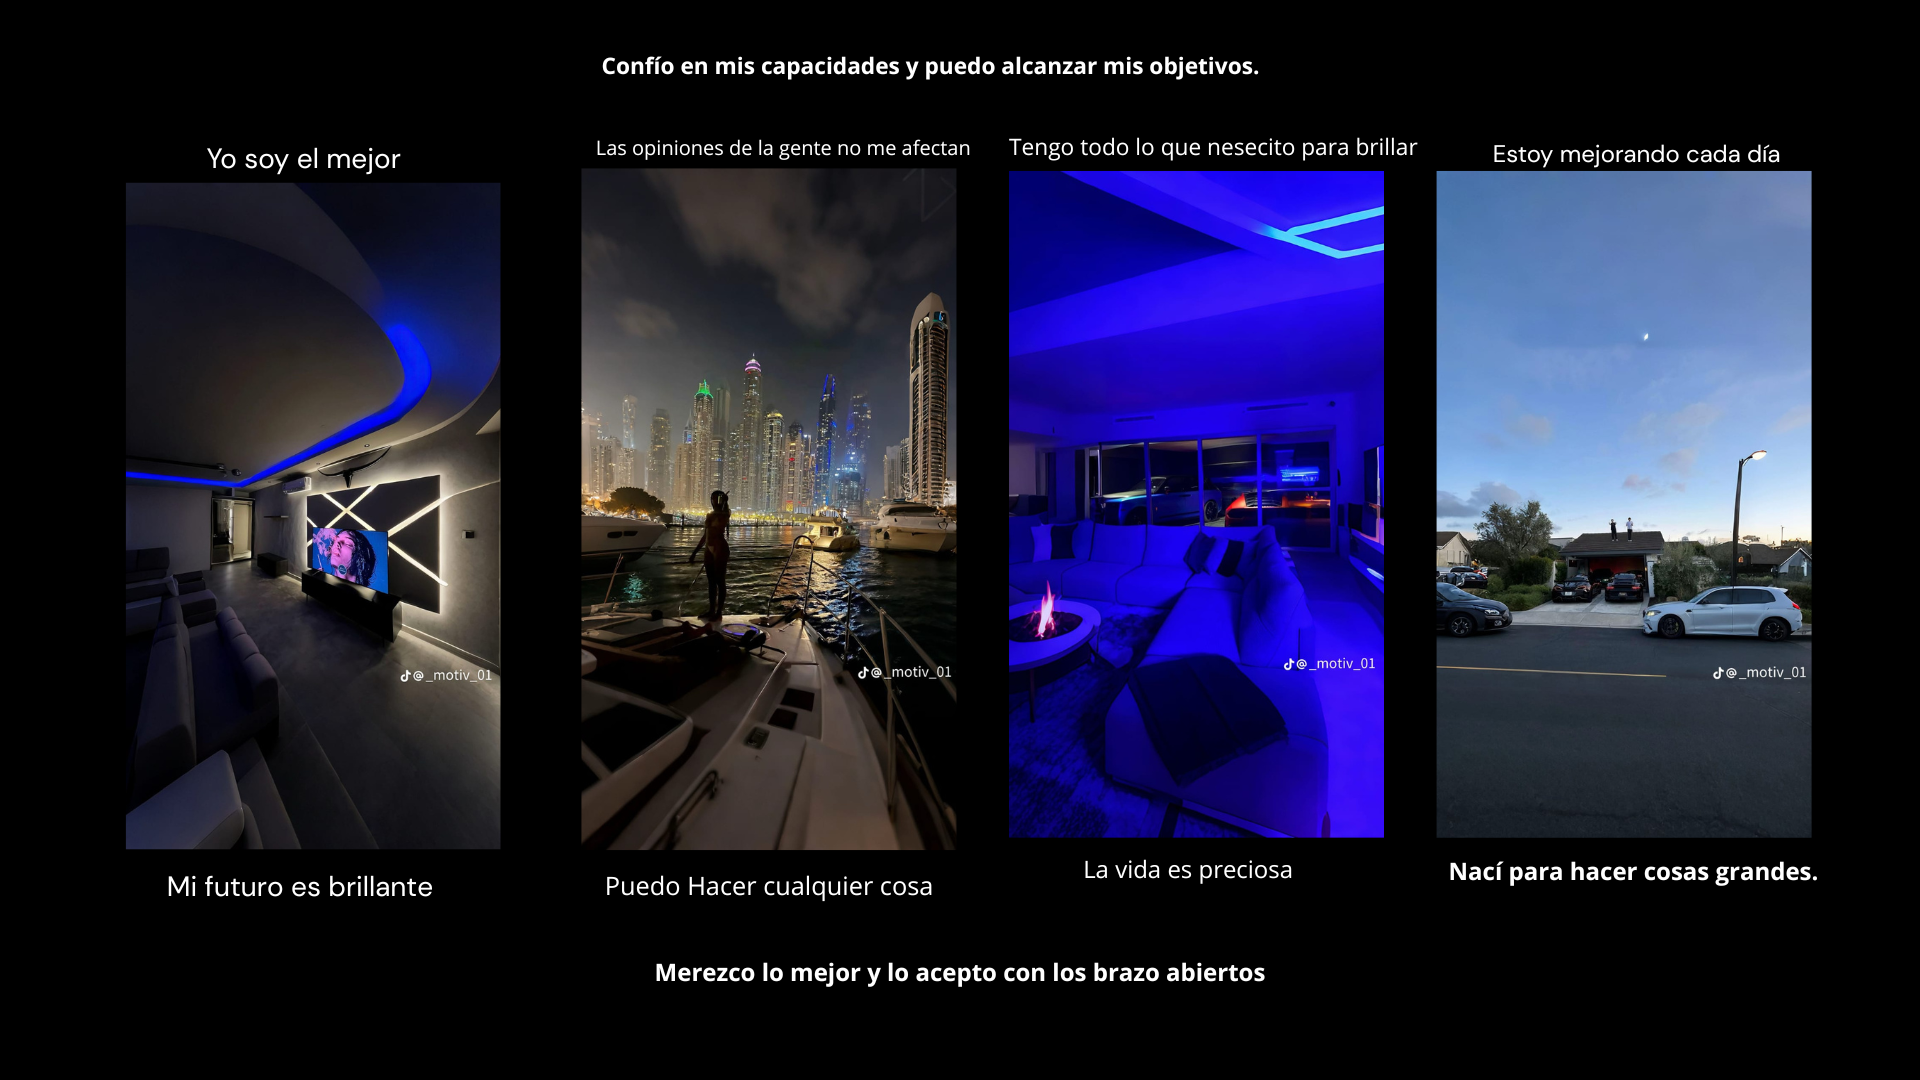 Confío en mis capacidades y puedo alcanzar mis objetivos.
Yo soy el mejor
Las opiniones de la gente no me afectan
Tengo todo lo que nesecito para brillar
Estoy mejorando cada día
@_motiv_01
@_motiv_01
@_motiv_01
@_motiv_01
Mi futuro es brillante
Puedo Hacer cualquier cosa
La vida es preciosa
Nací para hacer cosas grandes.
Merezco lo mejor y lo acepto con los brazo abiertos